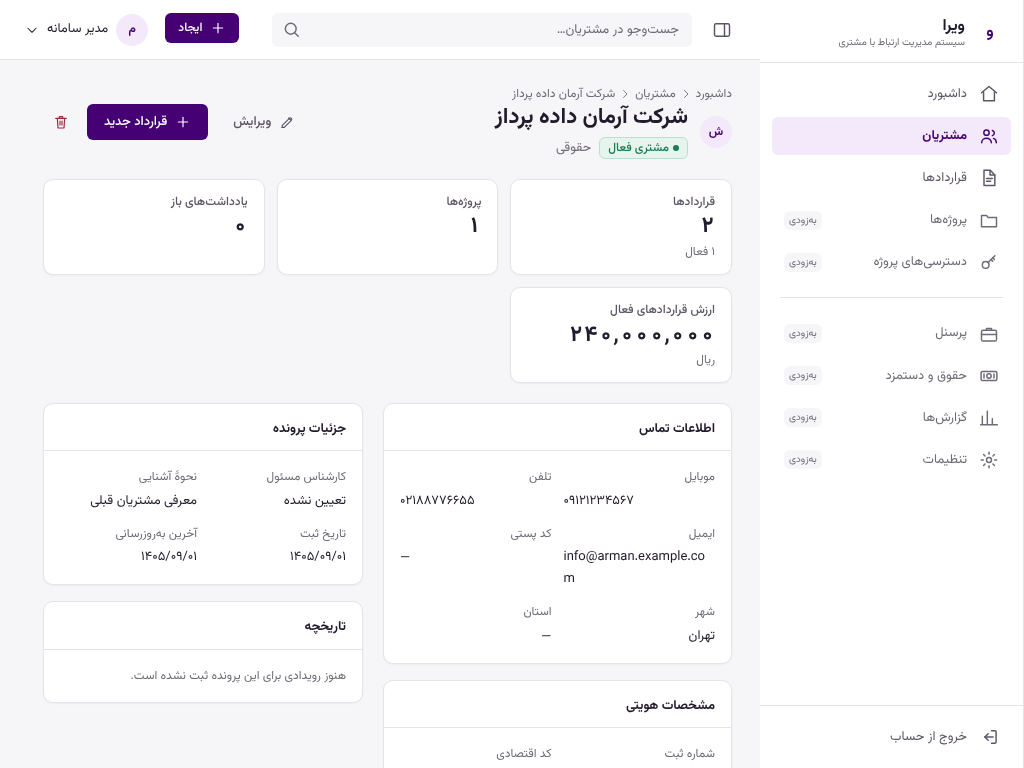 و
ویرا
سیستم مدیریت ارتباط با مشتری
داشبورد
مشتریان
قراردادها
پروژه‌ها
به‌زودی
دسترسی‌های پروژه
به‌زودی
پرسنل
به‌زودی
حقوق و دستمزد
به‌زودی
گزارش‌ها
به‌زودی
تنظیمات
به‌زودی
خروج از حساب
جست‌وجو در مشتریان...
ایجاد
م
مدیر سامانه
داشبورد
مشتریان
شرکت آرمان داده پرداز
ش
شرکت آرمان داده پرداز
مشتری فعال
حقوقی
ویرایش
قرارداد جدید
قراردادها
۲
۱ فعال
پروژه‌ها
۱
یادداشت‌های باز
۰
ارزش قراردادهای فعال
۲۴۰,۰۰۰,۰۰۰
ریال
اطلاعات تماس
موبایل
۰۹۱۲۱۲۳۴۵۶۷
تلفن
۰۲۱۸۸۷۷۶۶۵۵
ایمیل
info@arman.example.co
m
کد پستی
—
شهر
تهران
استان
—
مشخصات هویتی
شماره ثبت
کد اقتصادی
جزئیات پرونده
کارشناس مسئول
تعیین نشده
نحوهٔ آشنایی
معرفی مشتریان قبلی
تاریخ ثبت
۱۴۰۵/۰۹/۰۱
آخرین به‌روزرسانی
۱۴۰۵/۰۹/۰۱
تاریخچه
هنوز رویدادی برای این پرونده ثبت نشده است.